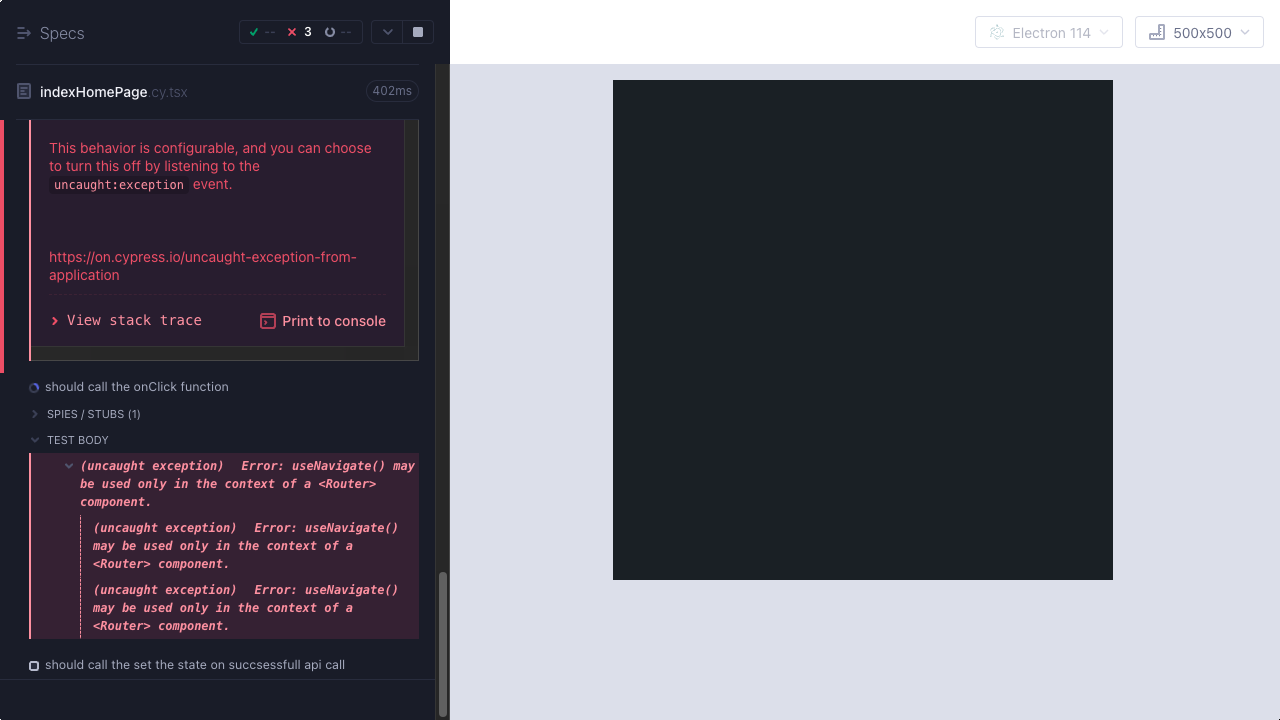 Specs
-- 3 --
Electron 114
500x500
indexHomePage.cy.tsx
402ms
This behavior is configurable, and you can choose
to turn this off by listening to the
uncaught:exception event.
https://on.cypress.io/uncaught-exception-from-
application
View stack trace
Print to console
should call the onClick function
SPIES / STUBS (1)
TEST BODY
(uncaught exception) Error: useNavigate() may
be used only in the context of a <Router>
component.
(uncaught exception) Error: useNavigate()
may be used only in the context of a
<Router> component.
(uncaught exception) Error: useNavigate()
may be used only in the context of a
<Router> component.
should call the set the state on succsessfull api call